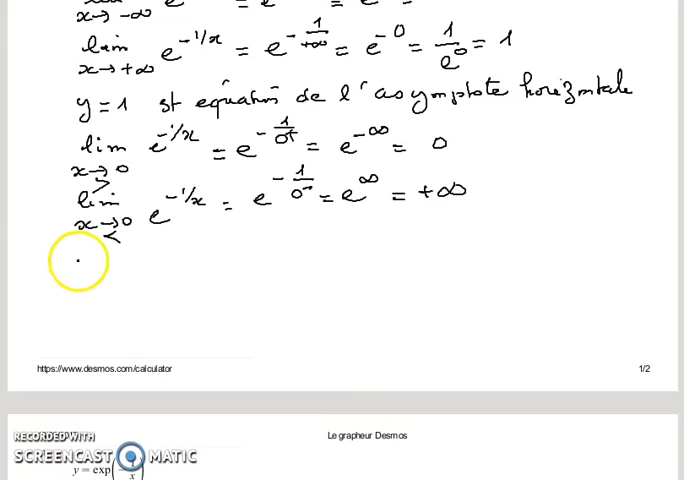 x→ -∞
lim e^{-1/x} = e^{-1/+∞} = e^{-0} = 1/e^0 = 1
x→ +∞
y = 1 st équation de l'asymptote horizontale
lim e^{-1/x} = e^{-1/0^+} = e^{-∞} = 0
x→0
>
lim e^{-1/x} = e^{-1/0^-} = e^{∞} = +∞
x→0
<
https://www.desmos.com/calculator 1/2
RECORDED WITH
SCREENCAST MATIC
Le grapheur Desmos
y = exp(-1/x)